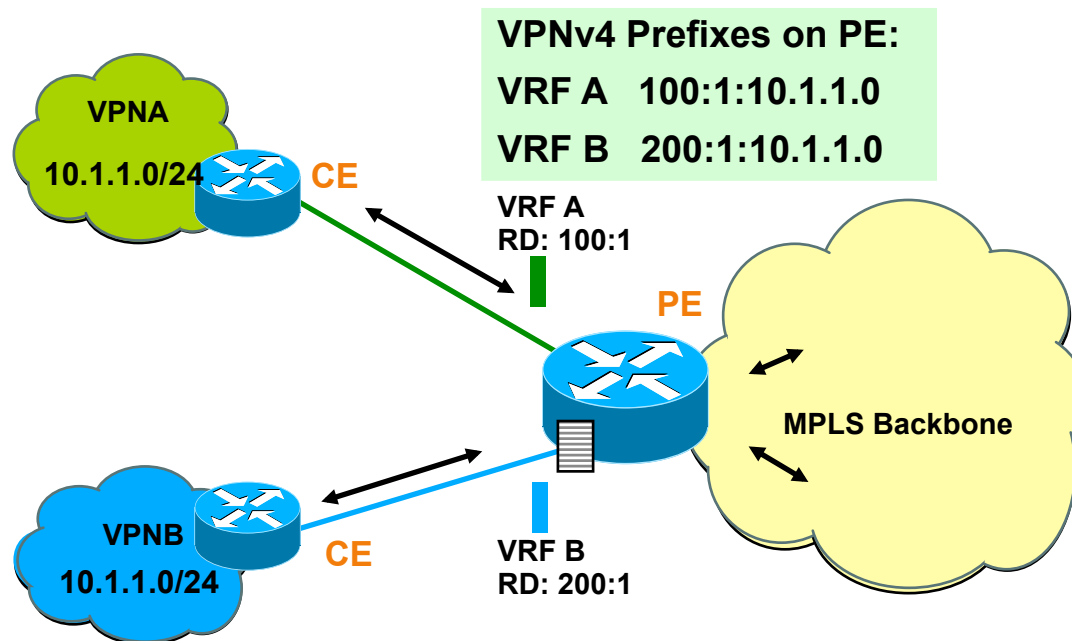 VPNv4 Prefixes on PE:
VRF A 100:1:10.1.1.0
VRF B 200:1:10.1.1.0
VPNA
10.1.1.0/24
CE
VRF A
RD: 100:1
PE
MPLS Backbone
VPNB
10.1.1.0/24
CE
VRF B
RD: 200:1